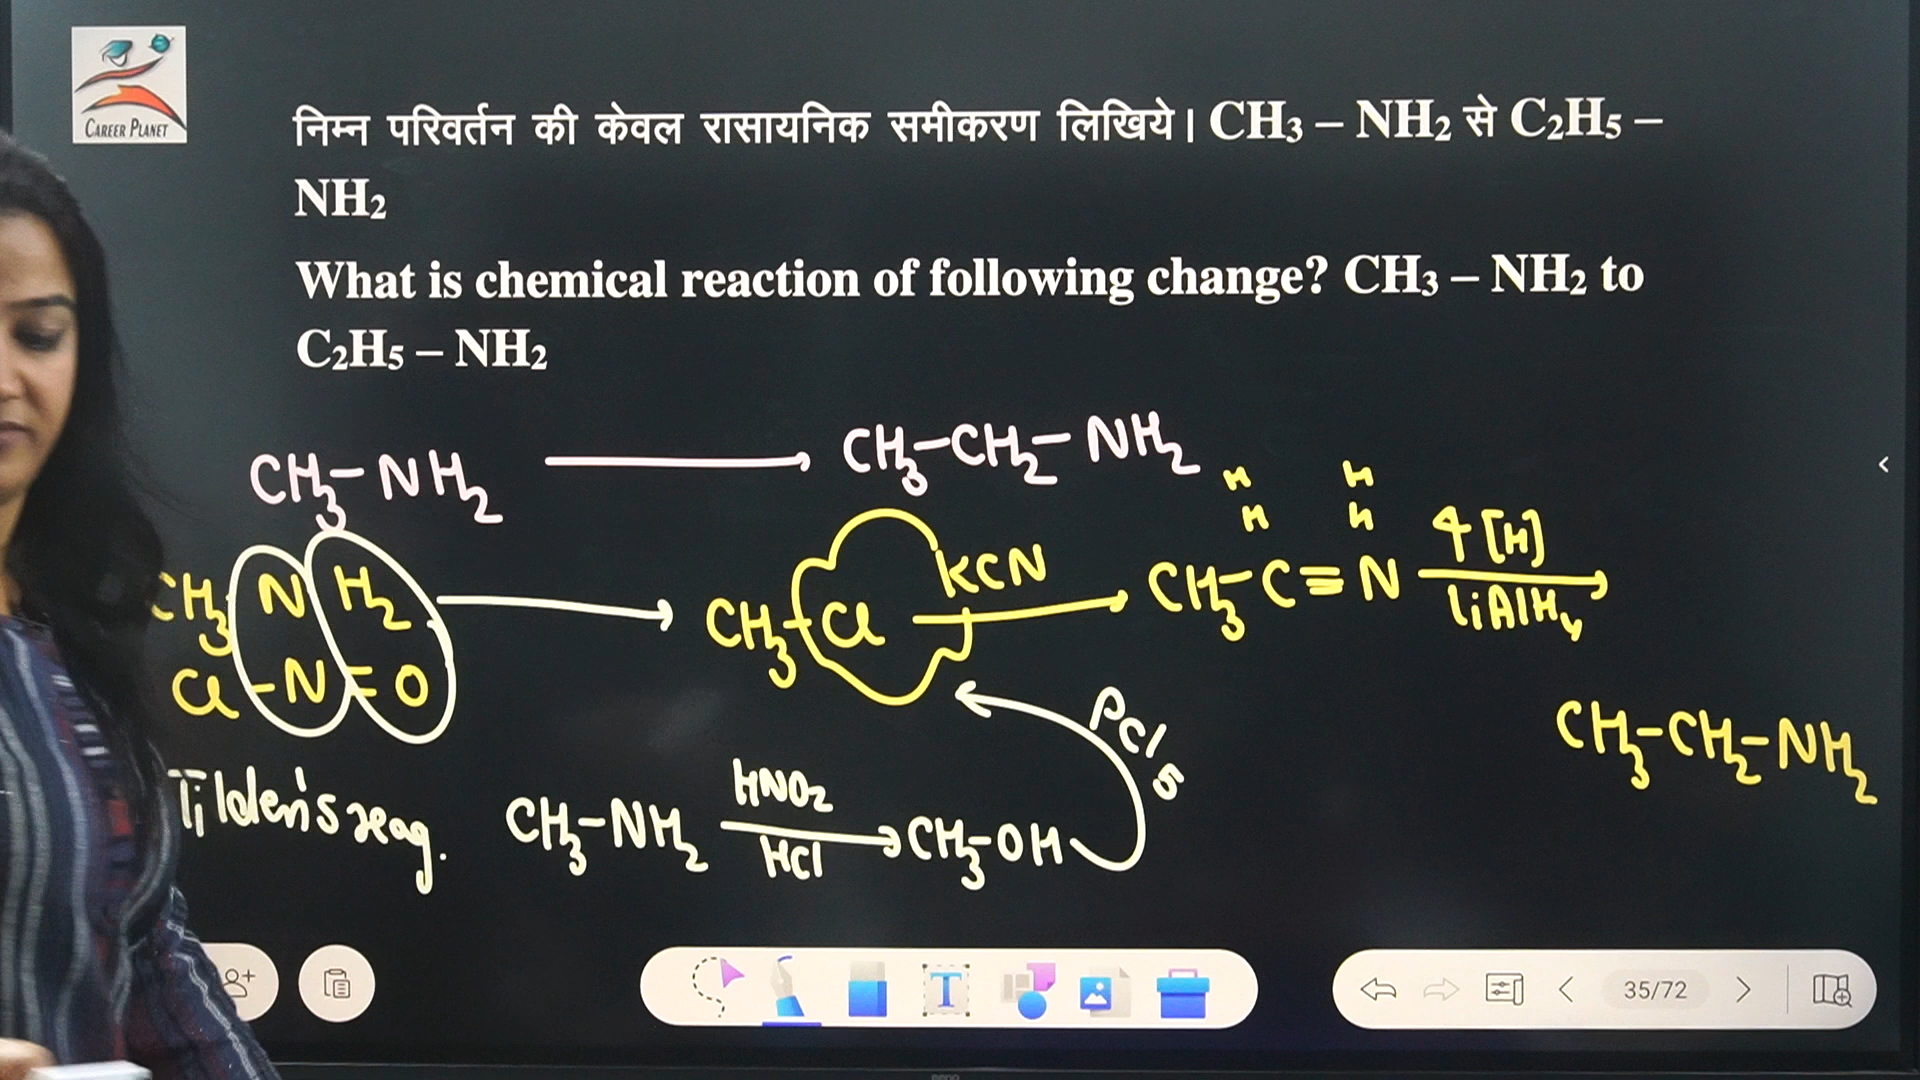 CAREER PLANET
निम्न परिवर्तन की केवल रासायनिक समीकरण लिखिये। CH₃ – NH₂ से C₂H₅ –
NH₂
What is chemical reaction of following change? CH₃ – NH₂ to
C₂H₅ – NH₂
CH₃-NH₂ → CH₃-CH₂-NH₂
H H
H H
CH₃ N H₂ → CH₃-Cl KCN → CH₃-C≡N 4[H] LiAlH₄ →
Cl-N=O
CH₃-CH₂-NH₂
PCl₅
Tilden's reag. CH₃-NH₂ HNO₂ HCl → CH₃-OH
35/72